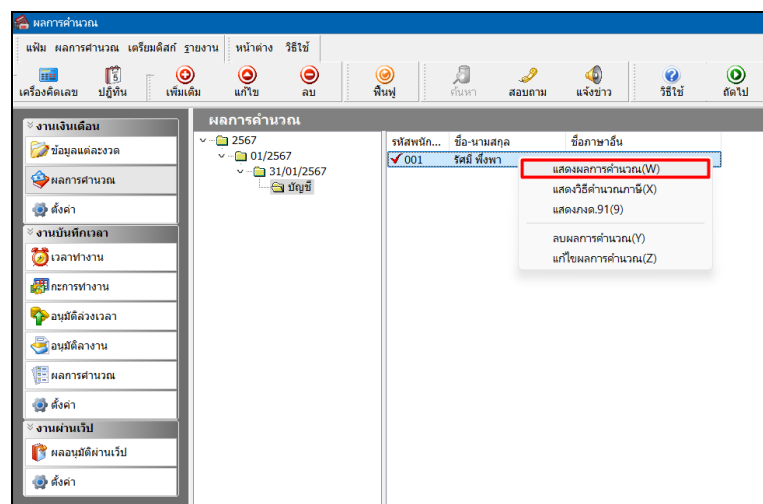 ผลการคำนวณ
แฟ้ม ผลการคำนวณ เตรียมดิสก์ รายงาน หน้าต่าง วิธีใช้
5
เครื่องคิดเลข ปฏิทิน เพิ่มเติม แก้ไข ลบ ฟื้นฟู ค้นหา สอบถาม แจ้งข่าว วิธีใช้ ถัดไป
งานเงินเดือน
ข้อมูลแต่ละงวด
ผลการคำนวณ
ตั้งค่า
งานบันทึกเวลา
เวลาทำงาน
กะการทำงาน
อนุมัติล่วงเวลา
อนุมัติลางาน
ผลการคำนวณ
ตั้งค่า
งานผ่านเว็ป
ผลอนุมัติผ่านเว็ป
ตั้งค่า
ผลการคำนวณ
2567
01/2567
31/01/2567
บัญชี
รหัสพนัก... ชื่อ-นามสกุล ชื่อภาษาอื่น
001 รัศมี พึ่งพา
แสดงผลการคำนวณ(W)
แสดงวิธีคำนวณภาษี(X)
แสดงภงด.91(9)
ลบผลการคำนวณ(Y)
แก้ไขผลการคำนวณ(Z)